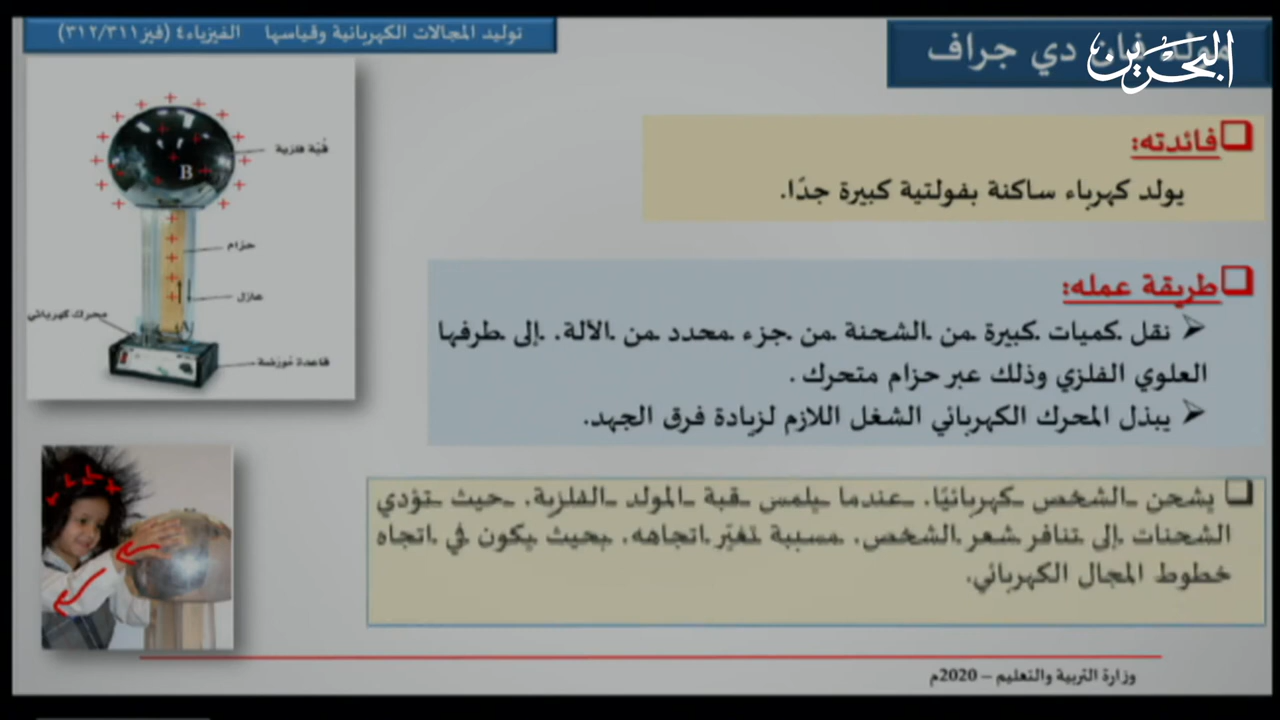 البحرين
مولد فان دي جراف
توليد المجالات الكهربائية وقياسها الفيزياء٤ (فيز٣١٢/٣١١)
فائدته:
يولد كهرباء ساكنة بفولتية كبيرة جدًا.
طريقة عمله:
نقل كميات كبيرة من الشحنة من جزء محدد من الآلة. إلى طرفها
العلوي الفلزي وذلك عبر حزام متحرك .
يبذل المحرك الكهربائي الشغل اللازم لزيادة فرق الجهد.
يشحن الشخص كهربائيًا. عندما يلمس قبة المولد الفلزية. حيث تؤدي
الشحنات إلى تنافر شعر الشخص. مسببة تغيّر اتجاهه. بحيث يكون في اتجاه
خطوط المجال الكهربائي.
قبّة فلزية
B
حزام
عازل
محرك كهربائي
A
قاعدة مؤرضة
وزارة التربية والتعليم – 2020م